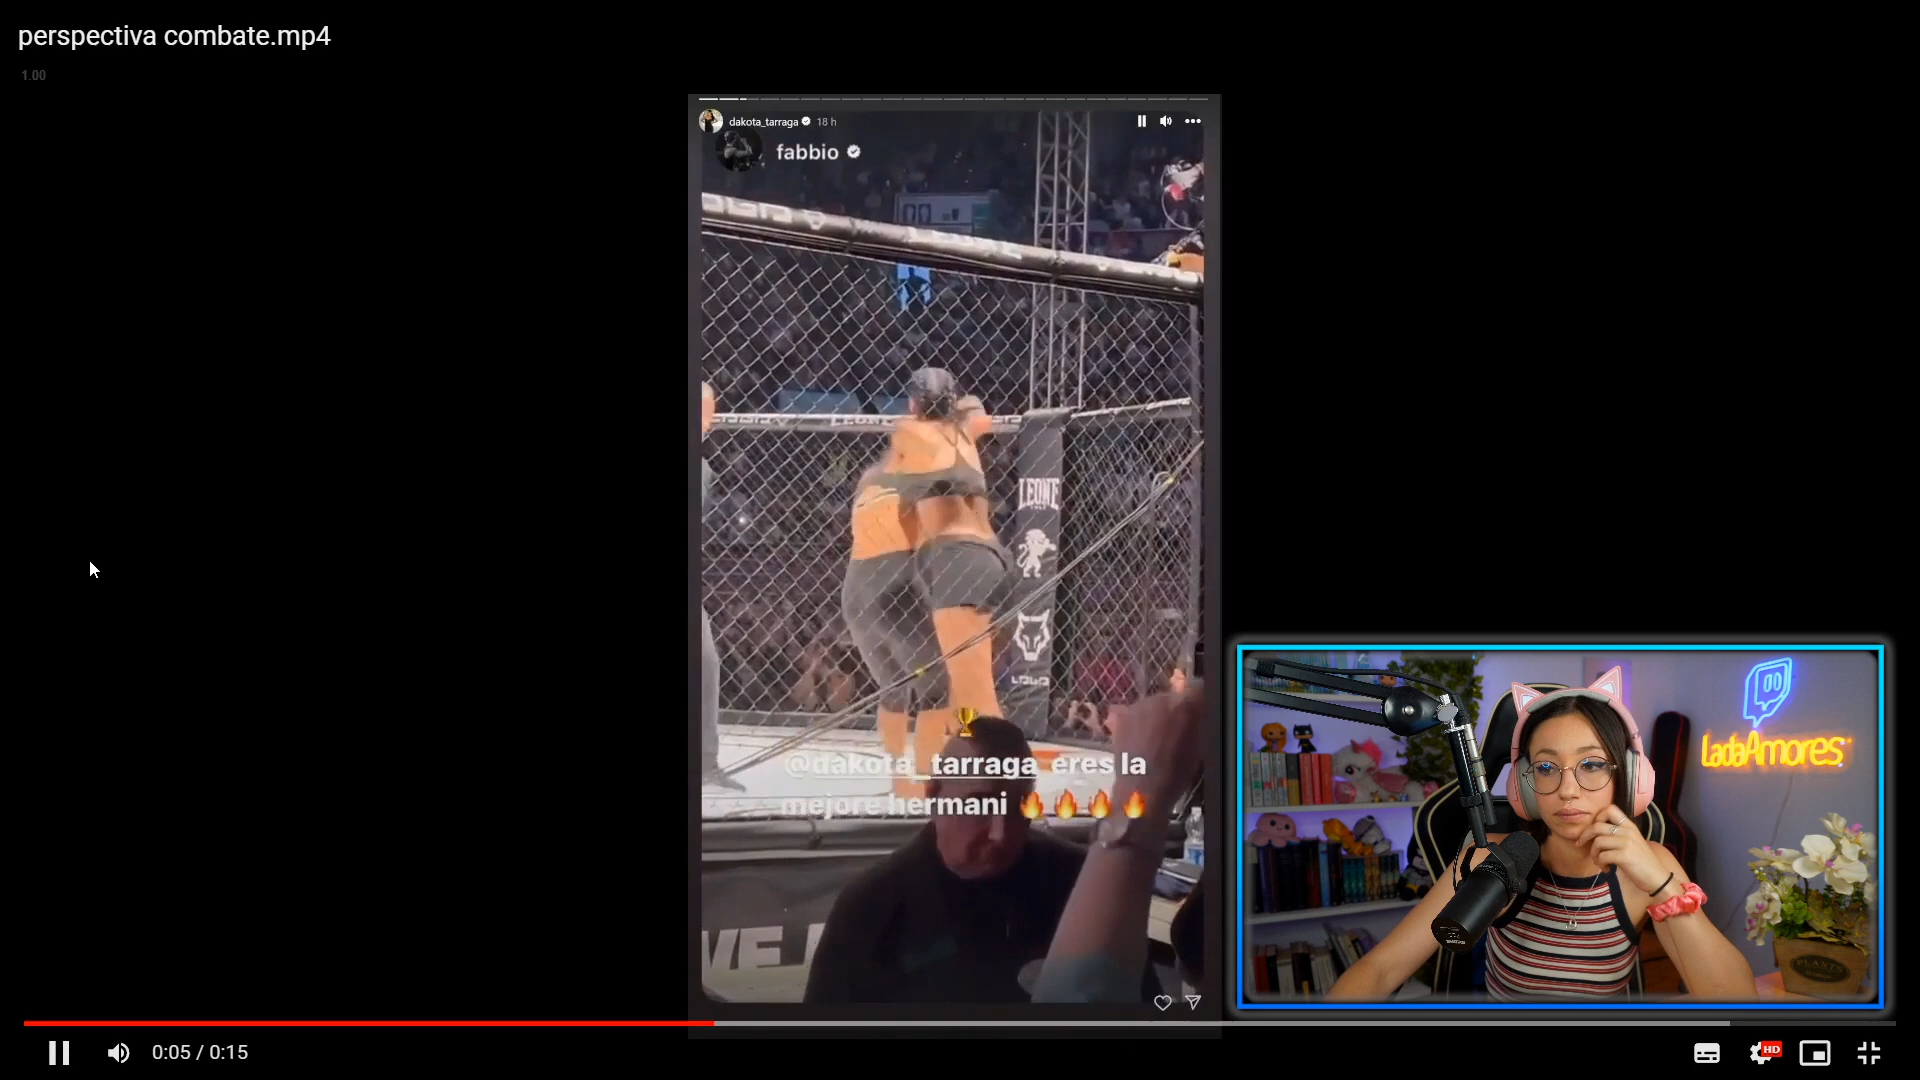 perspectiva combate.mp4
1.00
dakota_tarraga 18 h
fabbio
LEONE
@dakota_tarraga eres la
mejore hermani
LadaAmores
PLANTS
0:05 / 0:15
HD